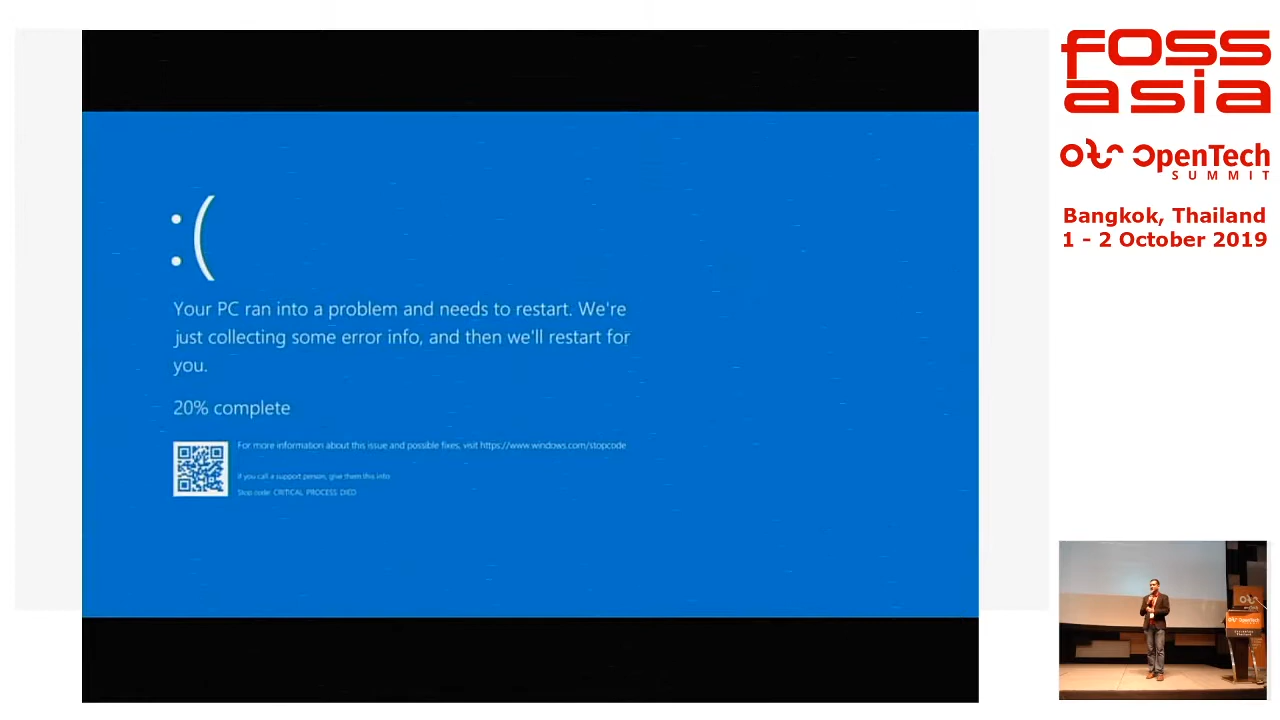 :(
Your PC ran into a problem and needs to restart. We're
just collecting some error info, and then we'll restart for
you.
20% complete
For more information about this issue and possible fixes, visit https://www.windows.com/stopcode
If you call a support person, give them this info:
Stop code: CRITICAL PROCESS DIED
foss
asia
OpenTech
SUMMIT
Bangkok, Thailand
1 - 2 October 2019
OpenTech